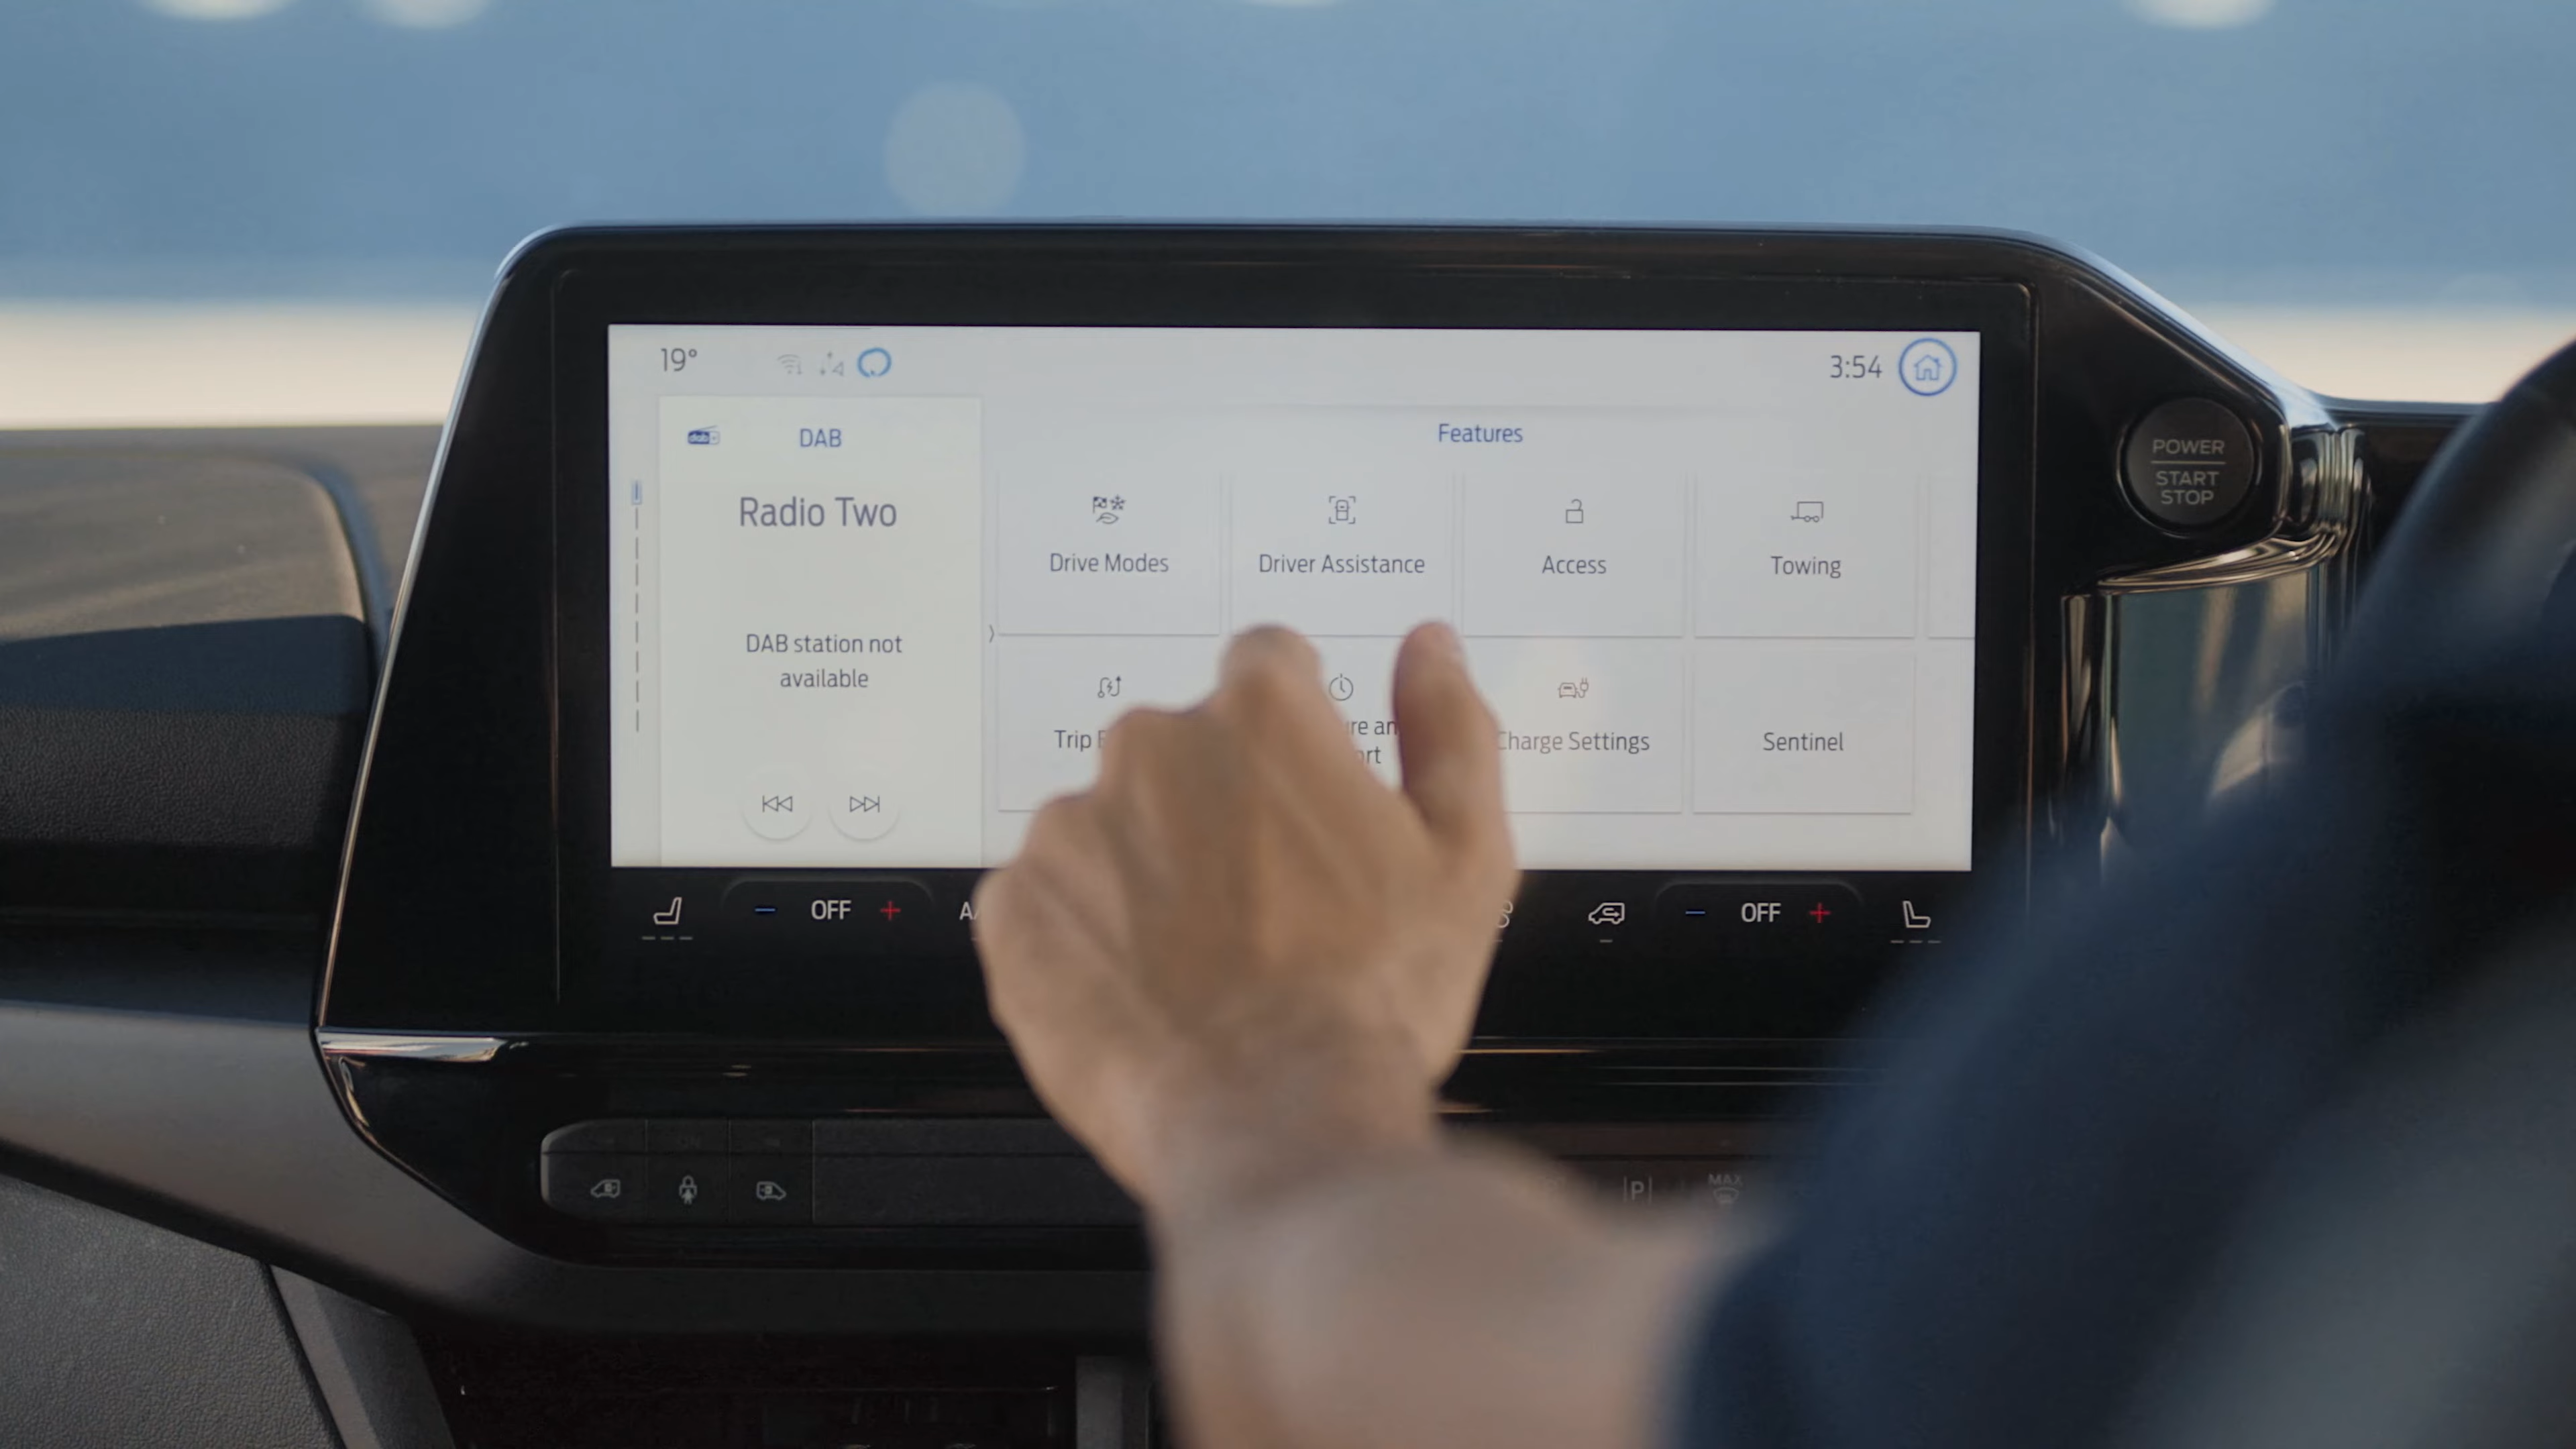 19°
3:54
DAB
Radio Two
DAB station not
available
Features
Drive Modes
Driver Assistance
Access
Towing
Trip
Charge Settings
Sentinel
OFF
OFF
POWER
START
STOP
P
MAX